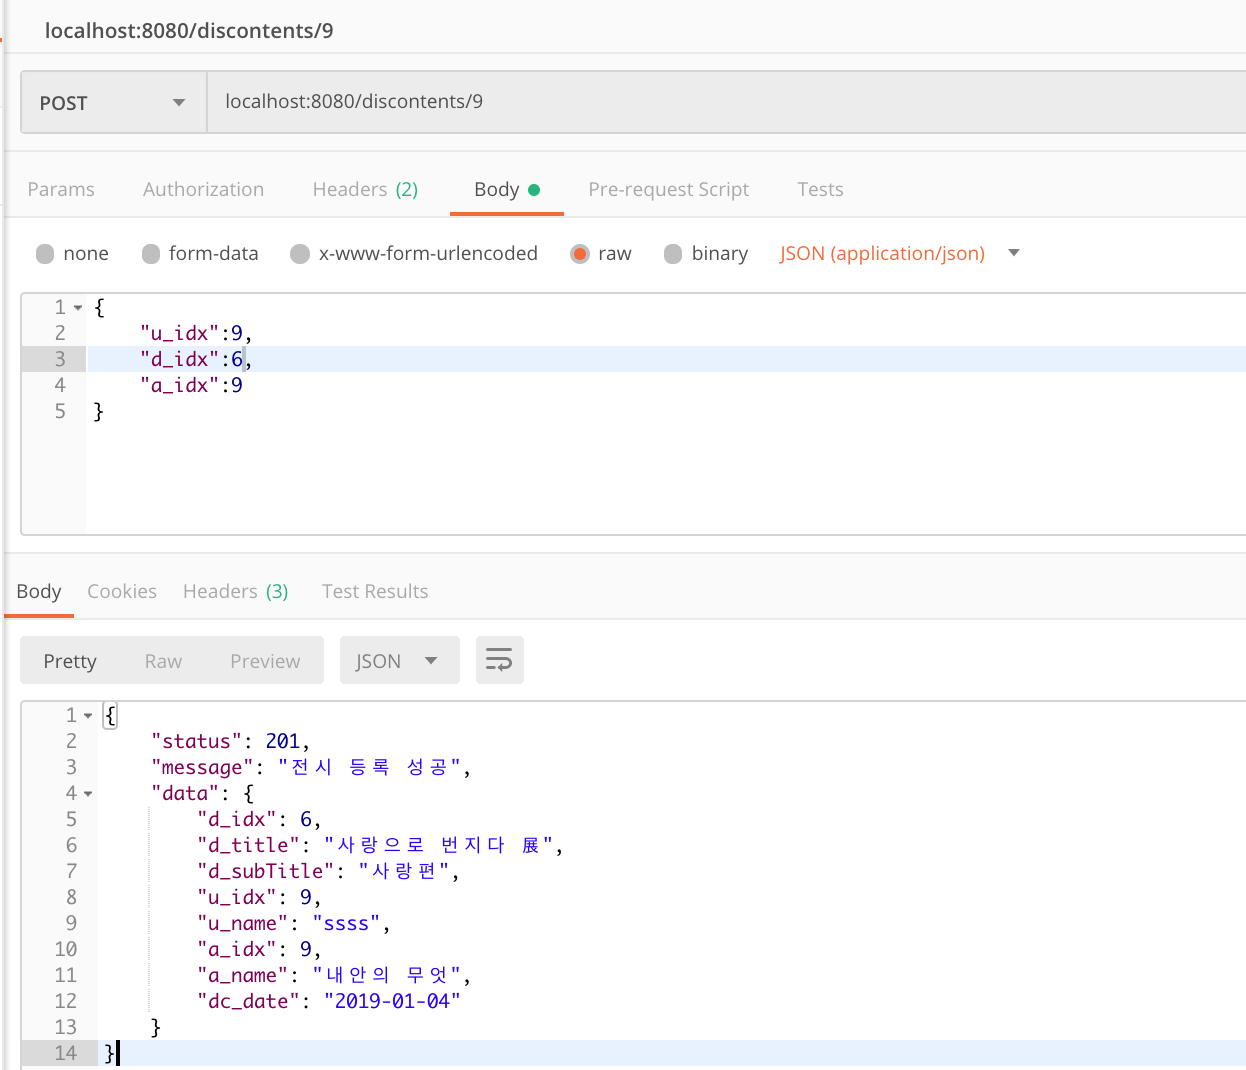 localhost:8080/discontents/9
POST localhost:8080/discontents/9
Params Authorization Headers (2) Body Pre-request Script Tests
none form-data x-www-form-urlencoded raw binary JSON (application/json)
1 {
2 "u_idx":9,
3 "d_idx":6,
4 "a_idx":9
5 }
Body Cookies Headers (3) Test Results
Pretty Raw Preview JSON
1 {
2 "status": 201,
3 "message": "전시 등록 성공",
4 "data": {
5 "d_idx": 6,
6 "d_title": "사랑으로 번지다 展",
7 "d_subTitle": "사랑편",
8 "u_idx": 9,
9 "u_name": "ssss",
10 "a_idx": 9,
11 "a_name": "내안의 무엇",
12 "dc_date": "2019-01-04"
13 }
14 }